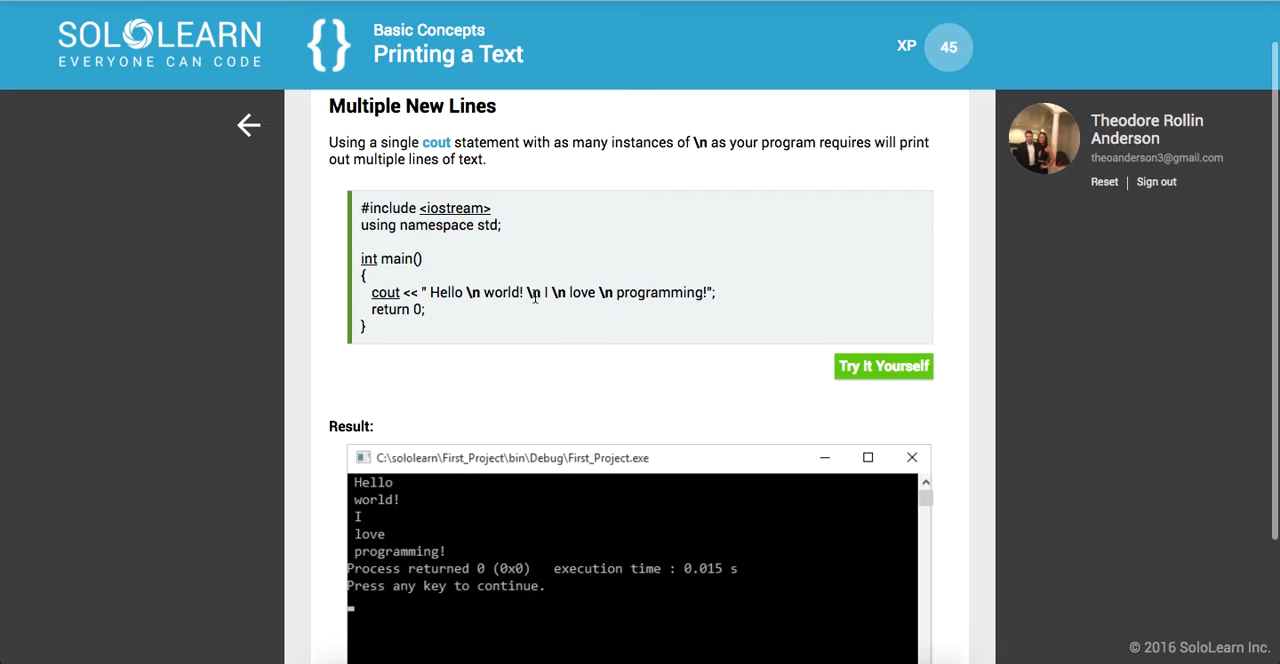 SOLOLEARN
EVERYONE CAN CODE
{ }
Basic Concepts
Printing a Text
XP 45
Theodore Rollin
Anderson
theoanderson3@gmail.com
Reset | Sign out
Multiple New Lines
Using a single cout statement with as many instances of \n as your program requires will print
out multiple lines of text.
#include <iostream>
using namespace std;
int main()
{
cout << " Hello \n world! \n I \n love \n programming!";
return 0;
}
Try It Yourself
Result:
C:\sololearn\First_Project\bin\Debug\First_Project.exe
Hello
world!
I
love
programming!
Process returned 0 (0x0) execution time : 0.015 s
Press any key to continue.
© 2016 SoloLearn Inc.